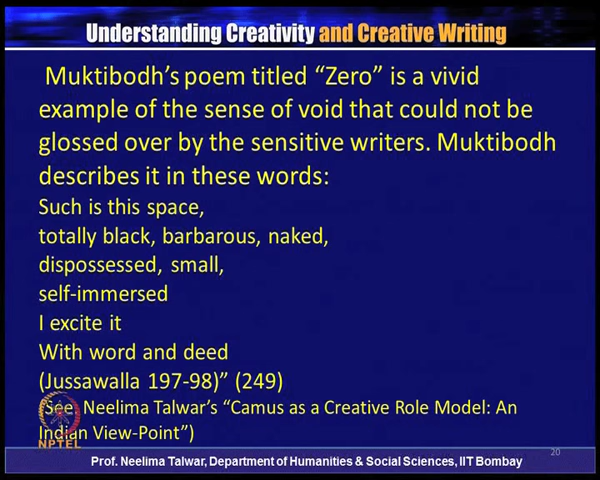 Understanding Creativity and Creative Writing
Muktibodh's poem titled “Zero” is a vivid
example of the sense of void that could not be
glossed over by the sensitive writers. Muktibodh
describes it in these words:
Such is this space,
totally black, barbarous, naked,
dispossessed, small,
self-immersed
I excite it
With word and deed
(Jussawalla 197-98)” (249)
(See Neelima Talwar's “Camus as a Creative Role Model: An
Indian View-Point”)
NPTEL
20
Prof. Neelima Talwar, Department of Humanities & Social Sciences, IIT Bombay